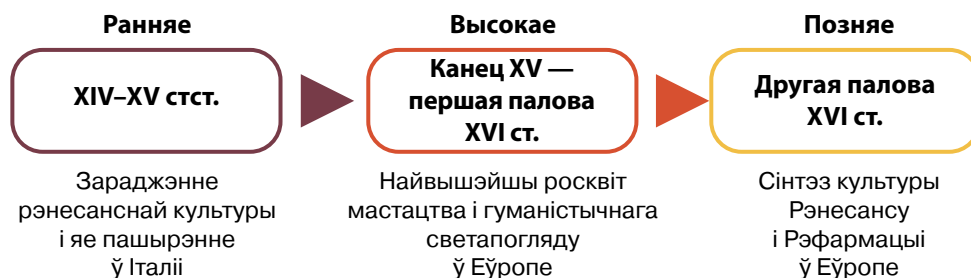 Ранняе
XIV–XV стст.
Зараджэнне
рэнесанснай культуры
і яе пашырэнне
ў Італіі
Высокае
Канец XV —
першая палова
XVI ст.
Найвышэйшы росквіт
мастацтва і гуманістычнага
светапогляду
ў Еўропе
Позняе
Другая палова
XVI ст.
Сінтэз культуры
Рэнесансу
і Рэфармацыі
ў Еўропе